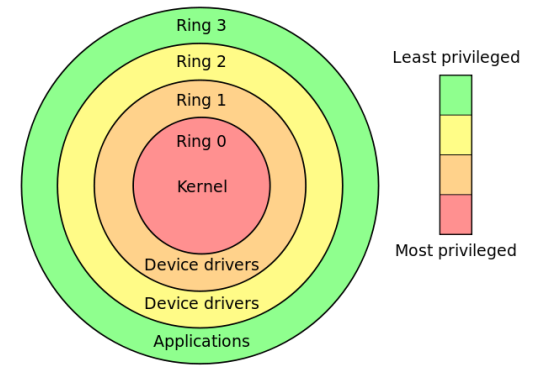 Ring 3
Ring 2
Ring 1
Ring 0
Kernel
Device drivers
Device drivers
Applications
Least privileged
Most privileged